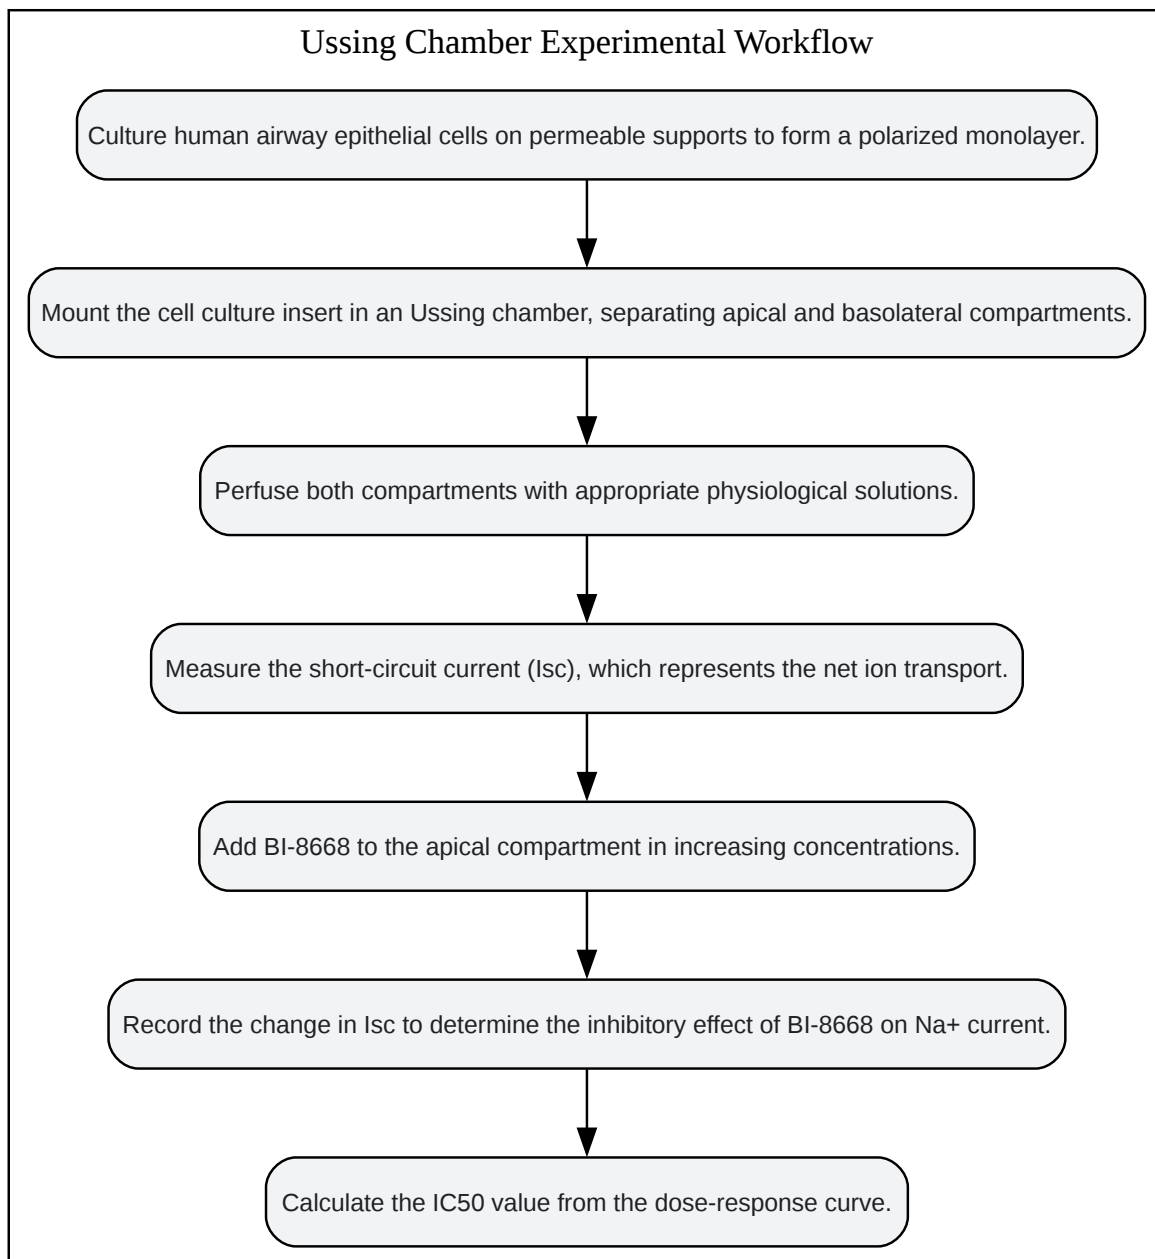 Ussing Chamber Experimental Workflow
Culture human airway epithelial cells on permeable supports to form a polarized monolayer.
Mount the cell culture insert in an Ussing chamber, separating apical and basolateral compartments.
Perfuse both compartments with appropriate physiological solutions.
Measure the short-circuit current (Isc), which represents the net ion transport.
Add BI-8668 to the apical compartment in increasing concentrations.
Record the change in Isc to determine the inhibitory effect of BI-8668 on Na+ current.
Calculate the IC50 value from the dose-response curve.